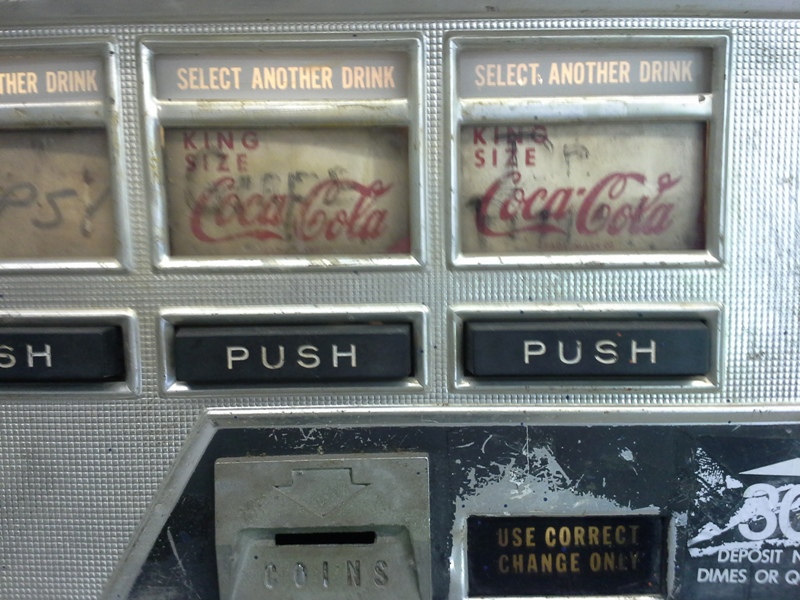 THER DRINK
SELECT ANOTHER DRINK
SELECT ANOTHER DRINK
PS!
KING
SIZE
Coca-Cola
KING
SIZE
Coca-Cola
SH
PUSH
PUSH
COINS
USE CORRECT
CHANGE ONLY
DEPOSIT N
DIMES OR Q